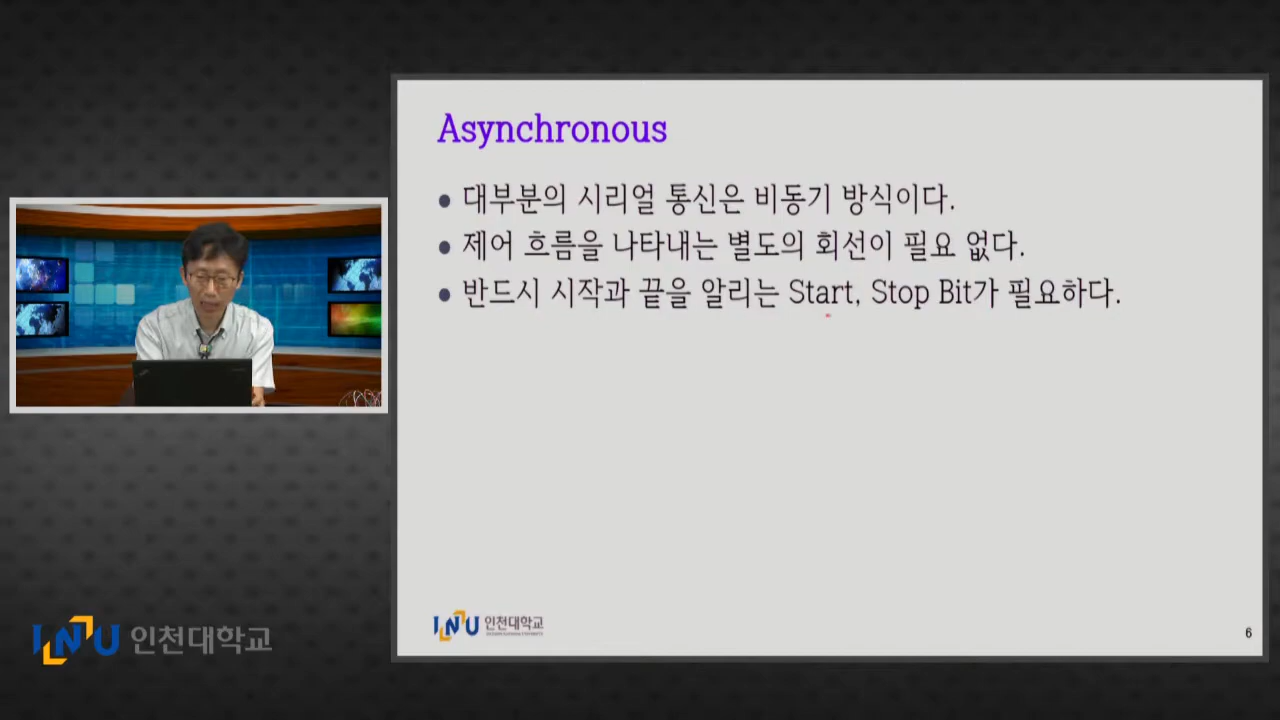 Asynchronous
● 대부분의 시리얼 통신은 비동기 방식이다.
● 제어 흐름을 나타내는 별도의 회선이 필요 없다.
● 반드시 시작과 끝을 알리는 Start, Stop Bit가 필요하다.
INU 인천대학교
6
INU 인천대학교